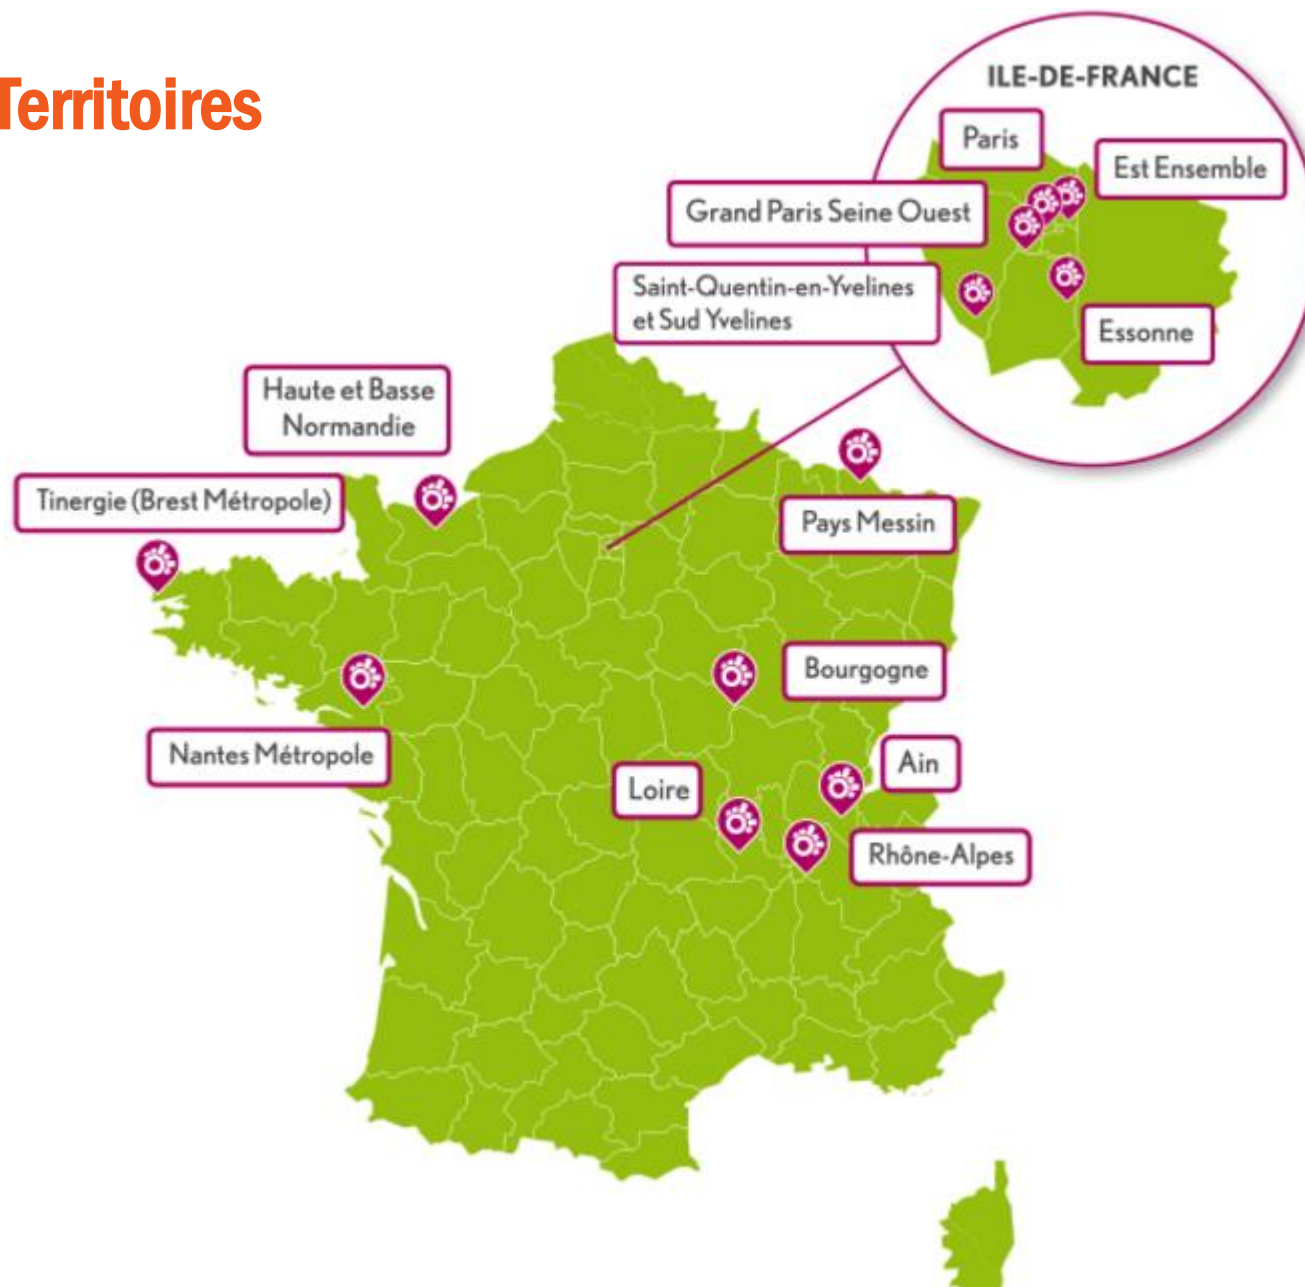 Territoires
ILE-DE-FRANCE
Paris
Est Ensemble
Grand Paris Seine Ouest
Saint-Quentin-en-Yvelines
et Sud Yvelines
Essonne
Haute et Basse
Normandie
Tinergie (Brest Métropole)
Pays Messin
Bourgogne
Nantes Métropole
Ain
Loire
Rhône-Alpes